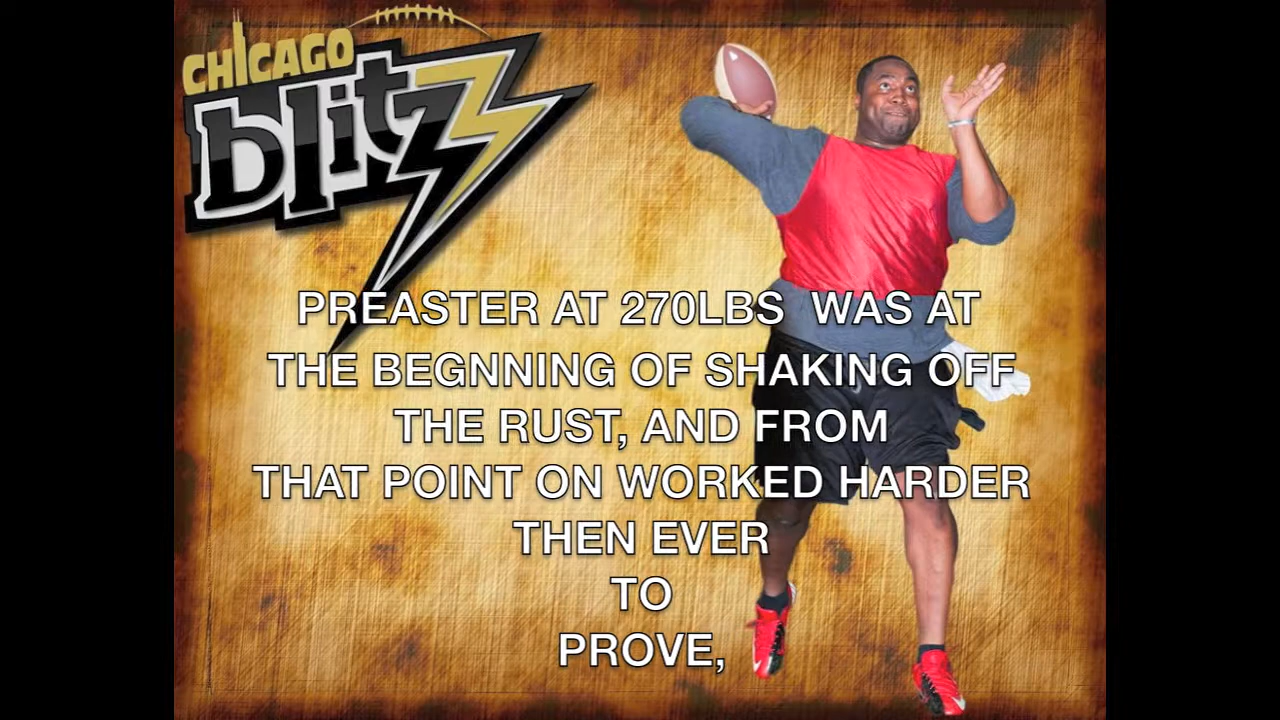 CHICAGO
blitz
PREASTER AT 270LBS WAS AT
THE BEGNNING OF SHAKING OFF
THE RUST, AND FROM
THAT POINT ON WORKED HARDER
THEN EVER
TO
PROVE,